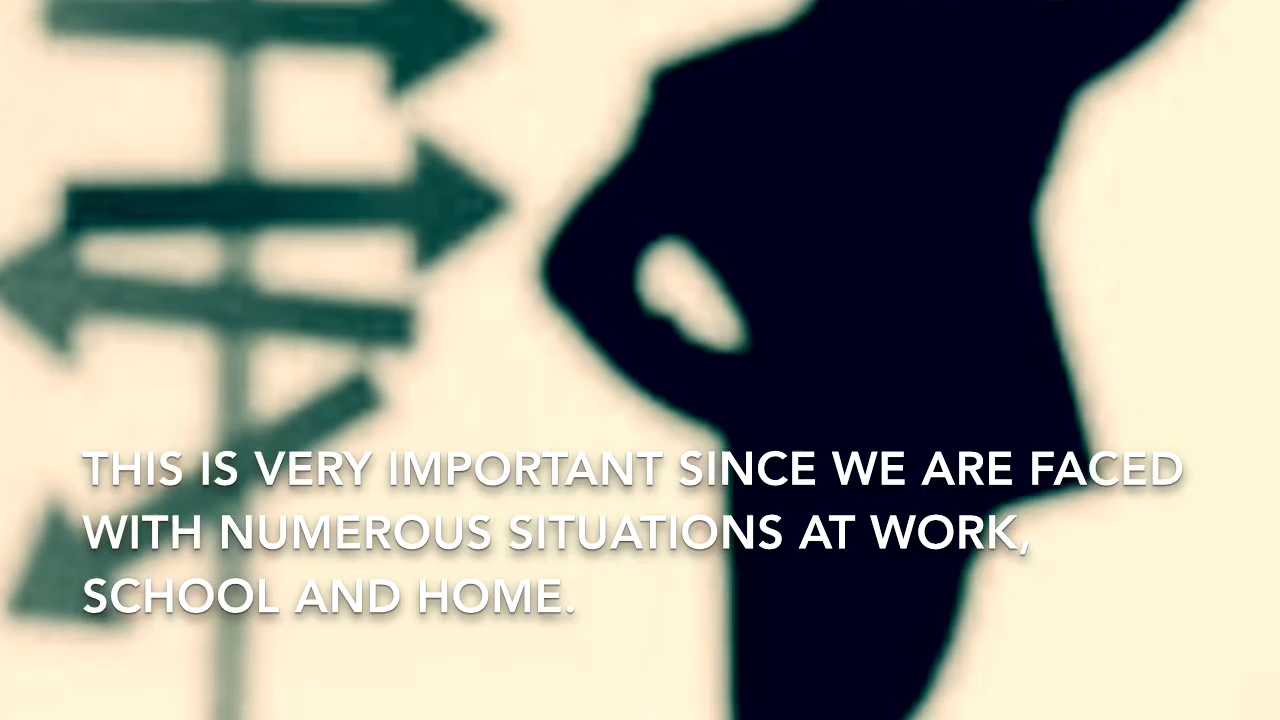 THIS IS VERY IMPORTANT SINCE WE ARE FACED
WITH NUMEROUS SITUATIONS AT WORK,
SCHOOL AND HOME.